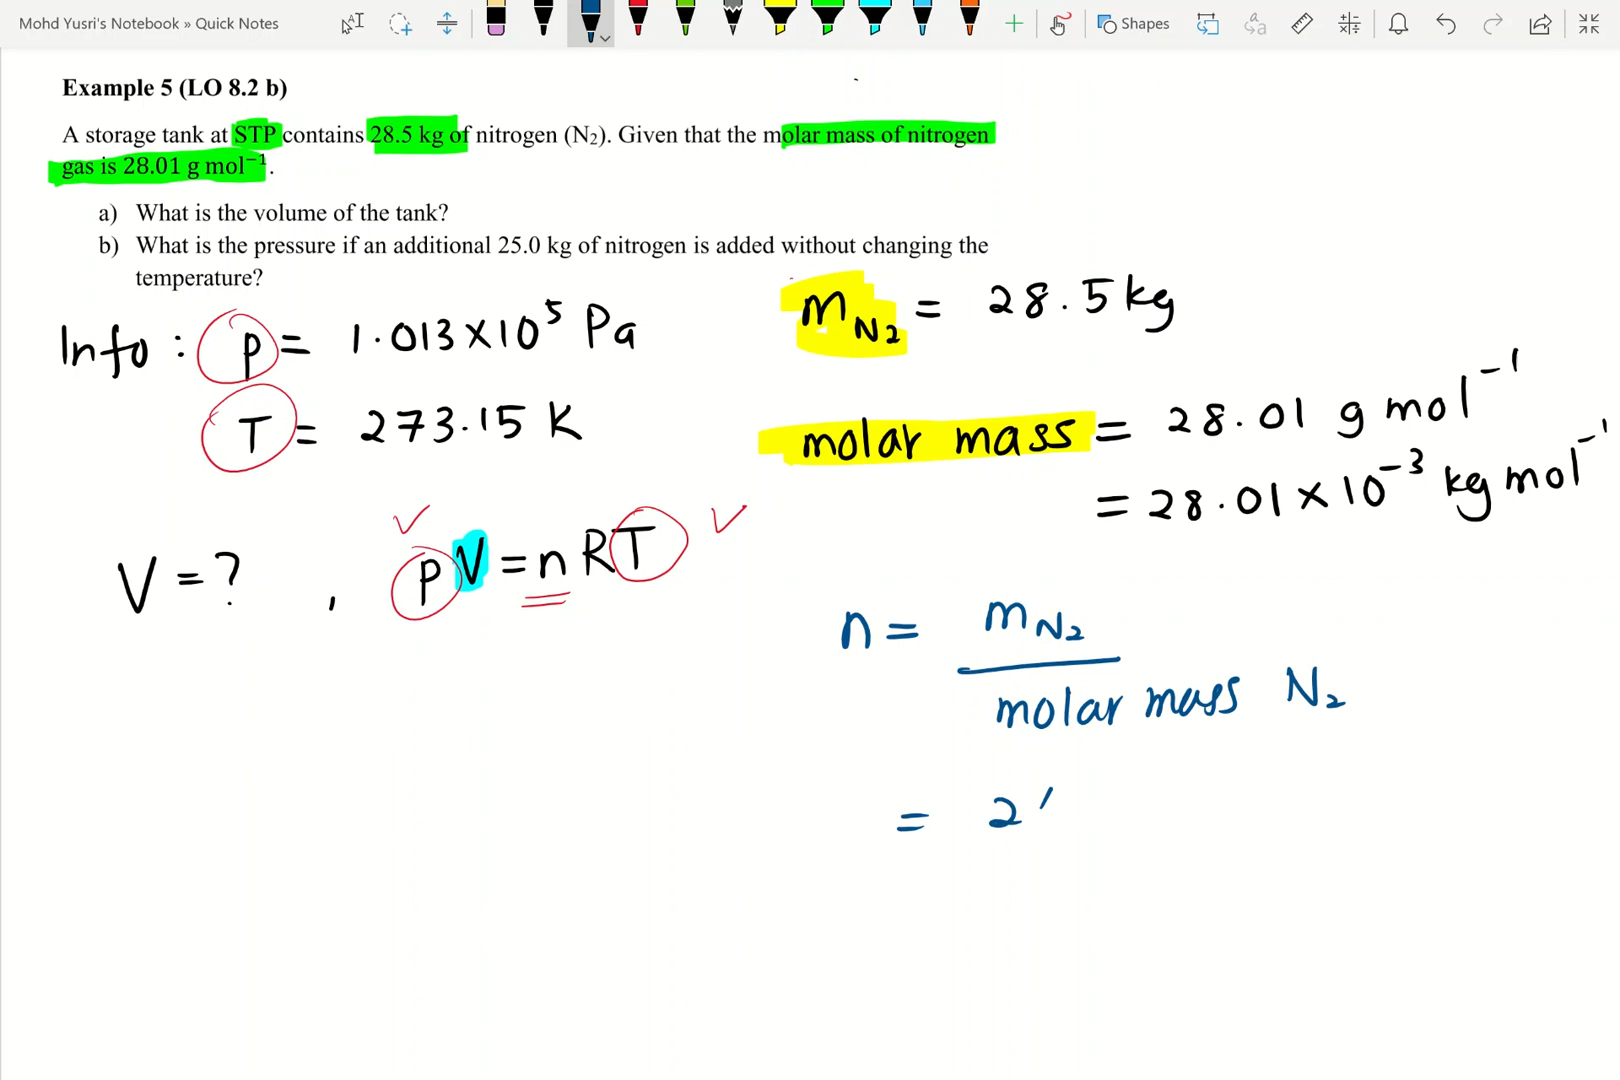 Mohd Yusri's Notebook » Quick Notes
Shapes
Example 5 (LO 8.2 b)
A storage tank at STP contains 28.5 kg of nitrogen (N₂). Given that the molar mass of nitrogen
gas is 28.01 g mol⁻¹.
a) What is the volume of the tank?
b) What is the pressure if an additional 25.0 kg of nitrogen is added without changing the
temperature?
Info : P = 1.013×10⁵ Pa
T = 273.15 K
m N₂ = 28.5 kg
molar mass = 28.01 g mol⁻¹
= 28.01 × 10⁻³ kg mol⁻¹
V = ? , PV = nRT
n = m N₂
molar mass N₂
= 2